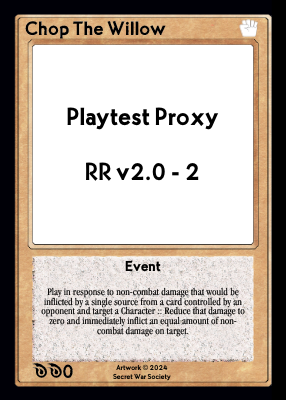 Chop The Willow
Playtest Proxy
RR v2.0 - 2
Event
Play in response to non-combat damage that would be
inflicted by a single source from a card controlled by an
opponent and target a Character :: Reduce that damage to
zero and immediately inflict an equal amount of non-
combat damage on target.
Artwork © 2024
Secret War Society